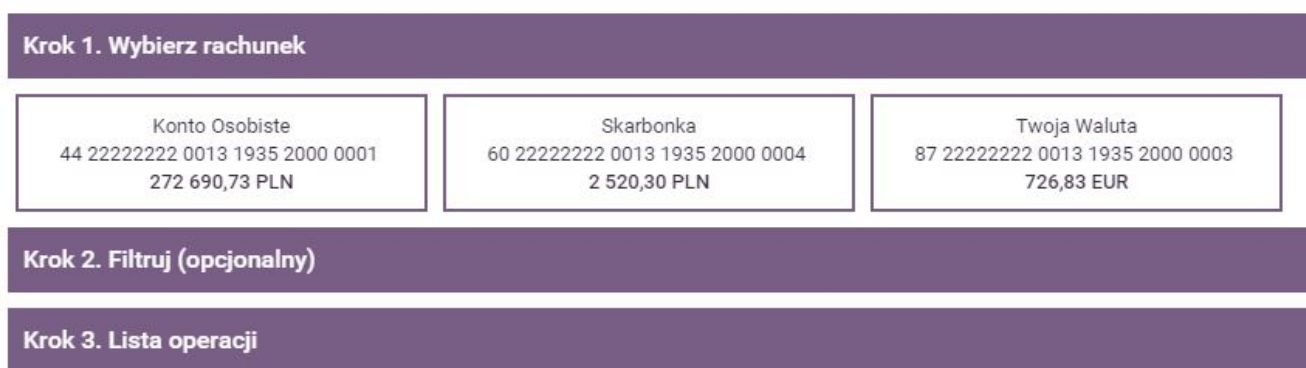 Krok 1. Wybierz rachunek
Konto Osobiste
44 22222222 0013 1935 2000 0001
272 690,73 PLN
Skarbonka
60 22222222 0013 1935 2000 0004
2 520,30 PLN
Twoja Waluta
87 22222222 0013 1935 2000 0003
726,83 EUR
Krok 2. Filtruj (opcjonalny)
Krok 3. Lista operacji